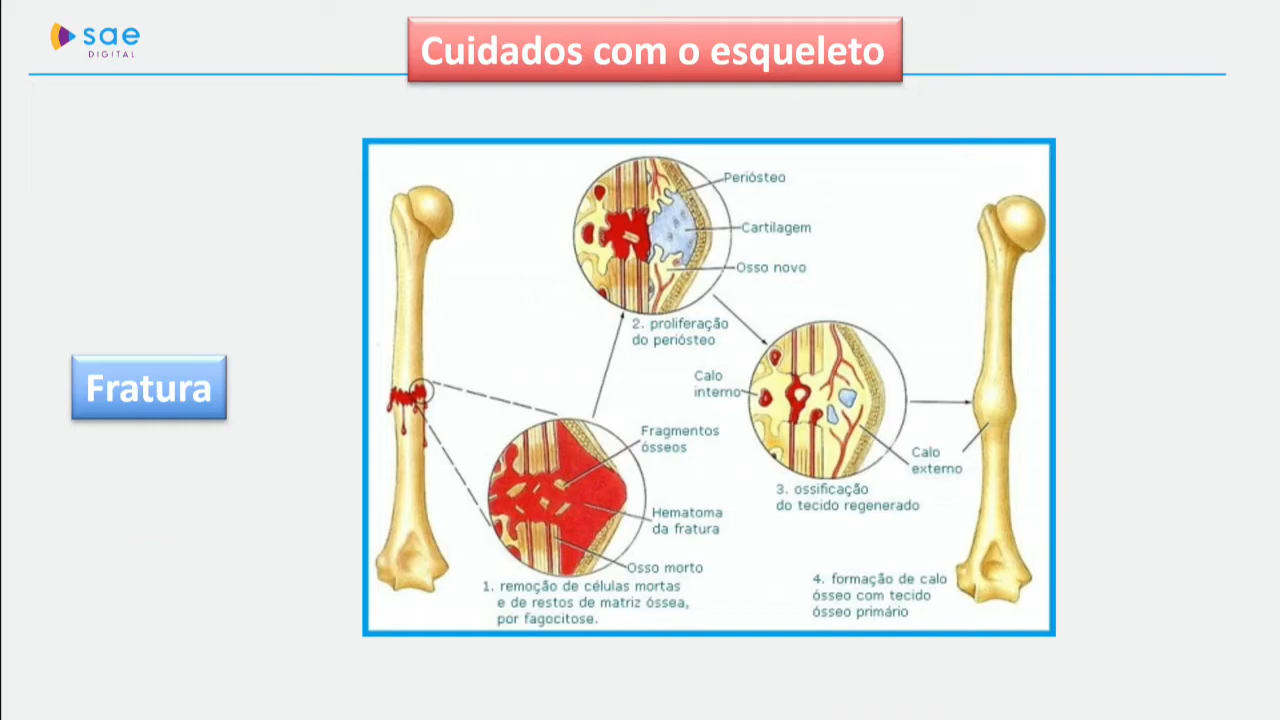 sae
DIGITAL
Cuidados com o esqueleto
Fratura
Periósteo
Cartilagem
Osso novo
2. proliferação
do periósteo
Calo
interno
Calo
externo
3. ossificação
do tecido regenerado
Fragmentos
ósseos
Hematoma
da fratura
Osso morto
1. remoção de células mortas
e de restos de matriz óssea,
por fagocitose.
4. formação de calo
ósseo com tecido
ósseo primário